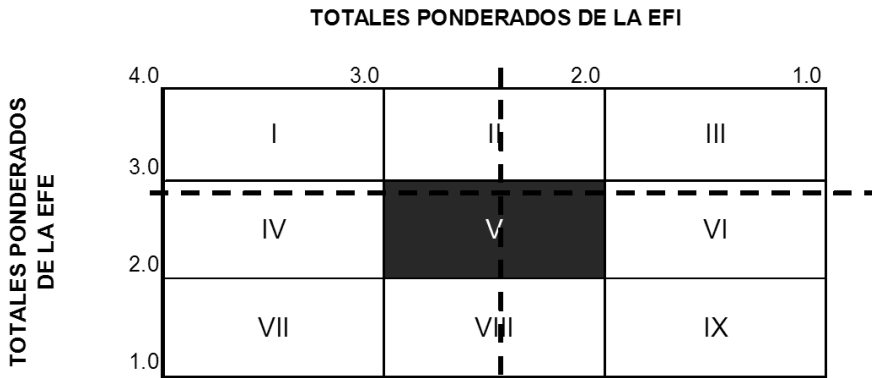 TOTALES PONDERADOS DE LA EFI
4.0 3.0 2.0 1.0
TOTALES PONDERADOS
DE LA EFE
I II III
3.0
IV V VI
2.0
VII VIII IX
1.0